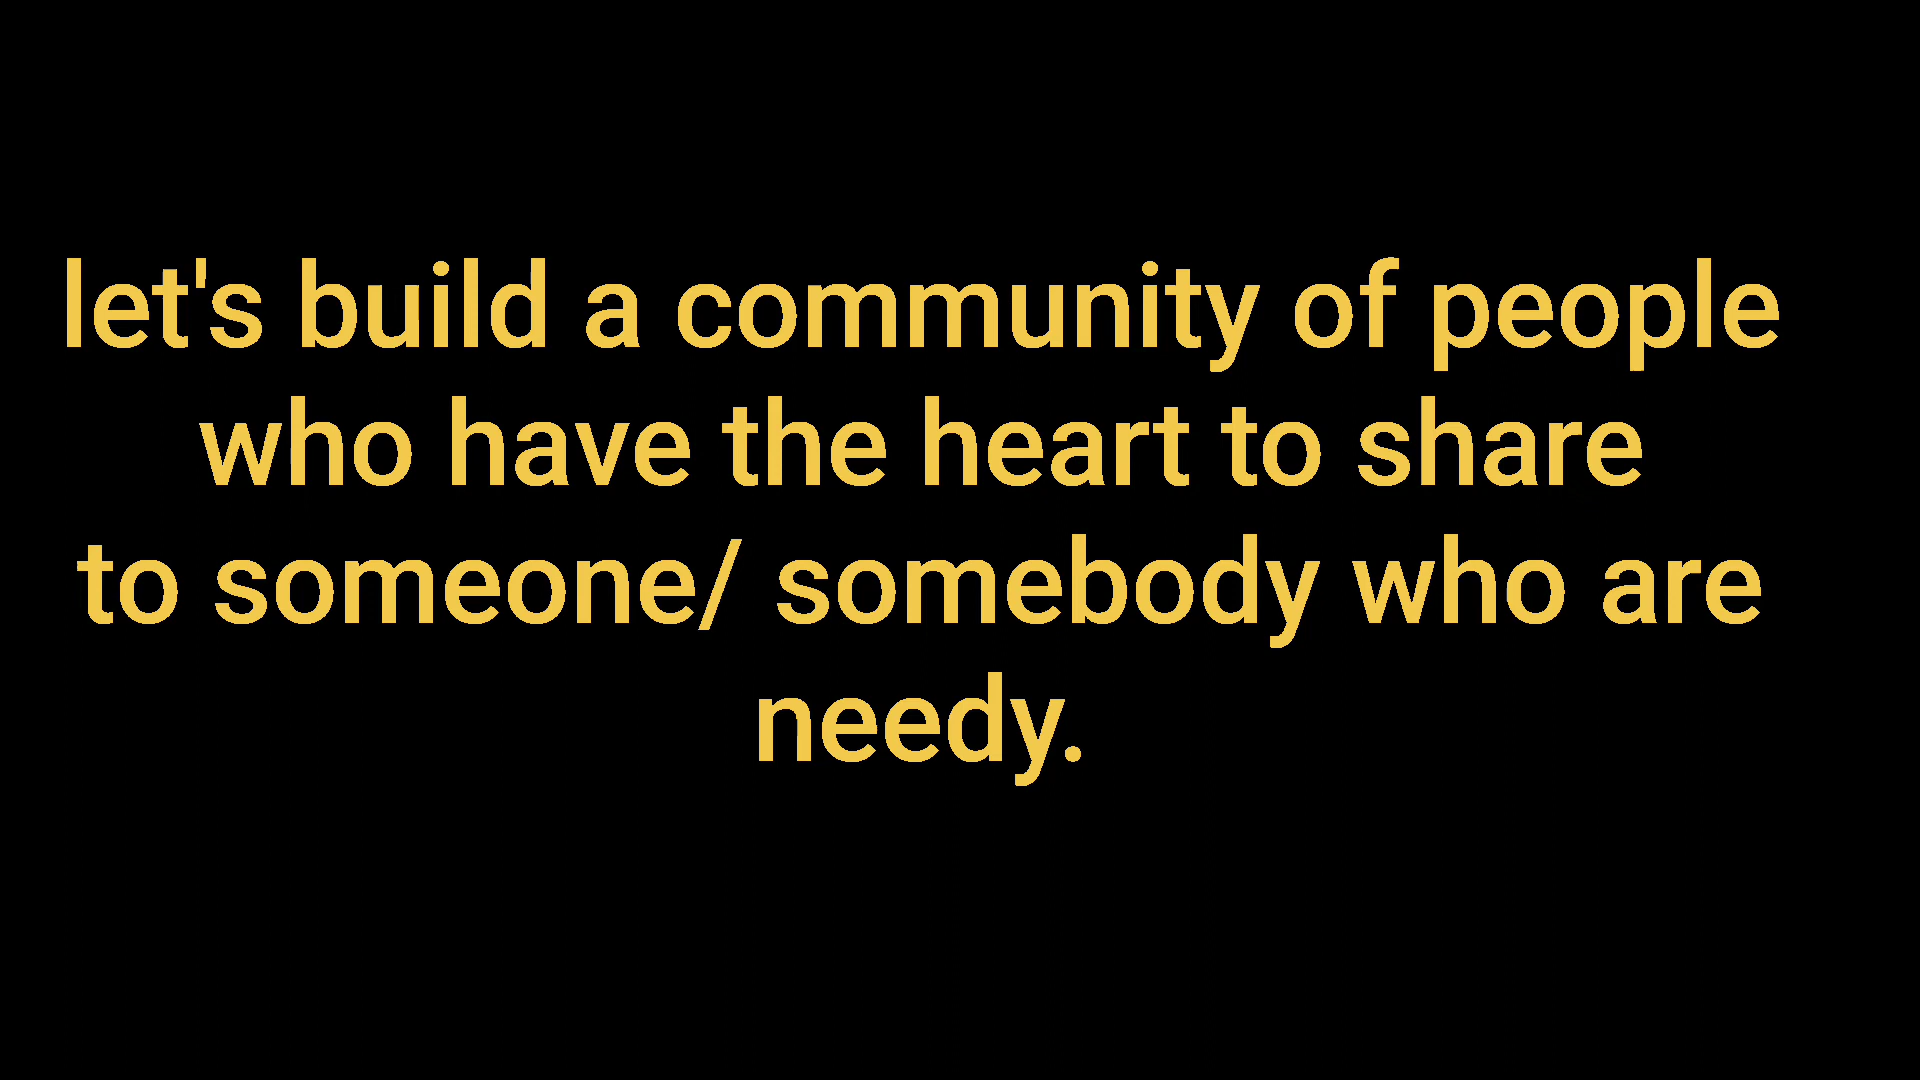 let's build a community of people
who have the heart to share
to someone/ somebody who are
needy.